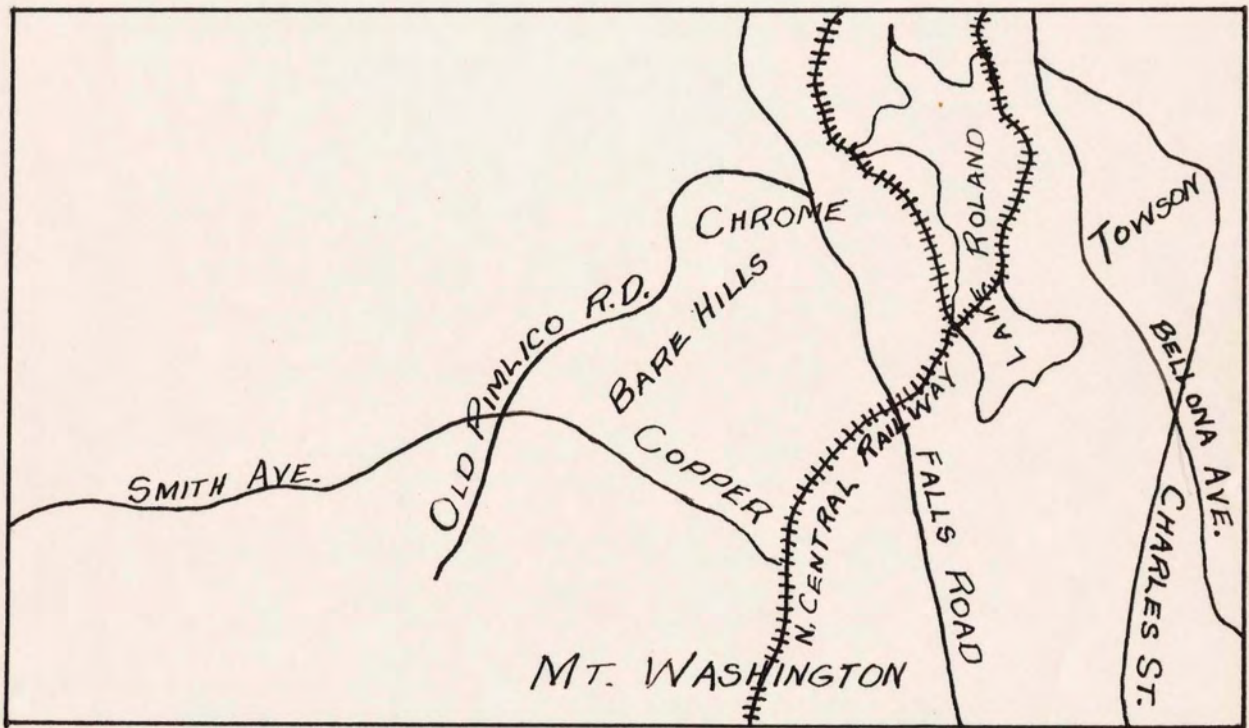 CHROME
ROLAND
LAKE
TOWSON
BARE HILLS
OLD PIMLICO R.D.
BELLONA AVE.
SMITH AVE.
COPPER
N. CENTRAL RAILWAY
FALLS ROAD
CHARLES ST.
MT. WASHINGTON